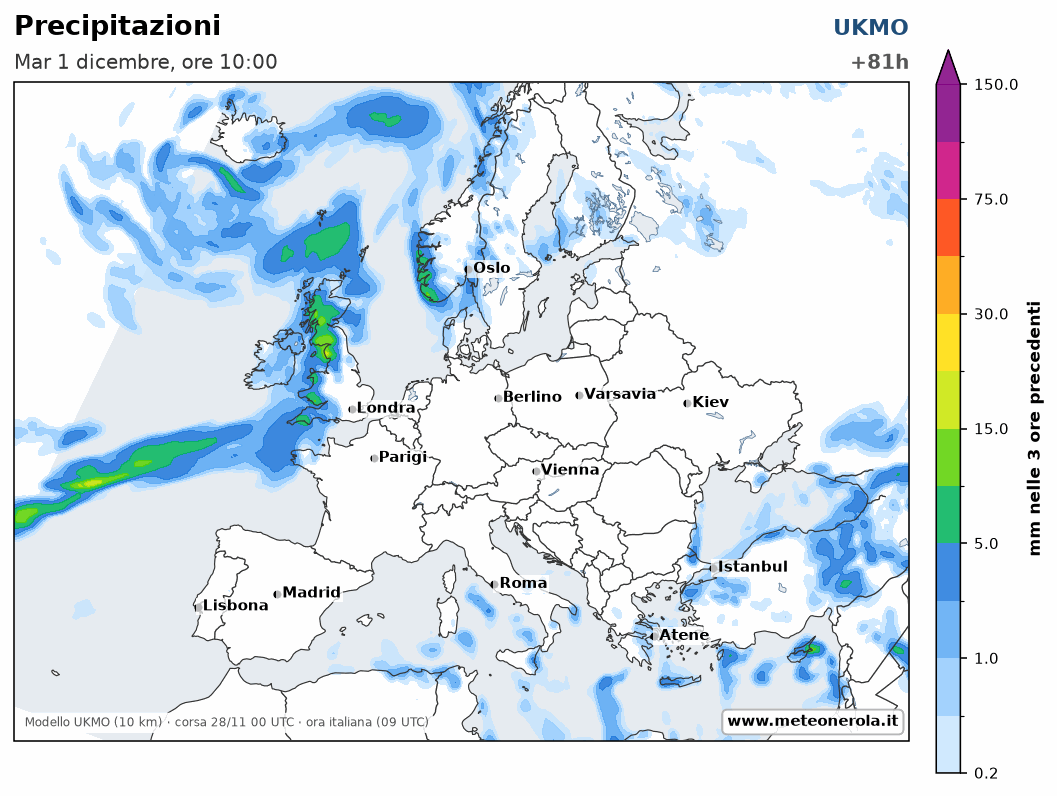 Precipitazioni
UKMO
Mar 1 dicembre, ore 10:00
+81h
150.0
75.0
30.0
15.0
5.0
1.0
0.2
mm nelle 3 ore precedenti
Oslo
Londra
Berlino
Varsavia
Kiev
Parigi
Vienna
Istanbul
Roma
Madrid
Lisbona
Atene
Modello UKMO (10 km) · corsa 28/11 00 UTC · ora italiana (09 UTC)
www.meteonerola.it